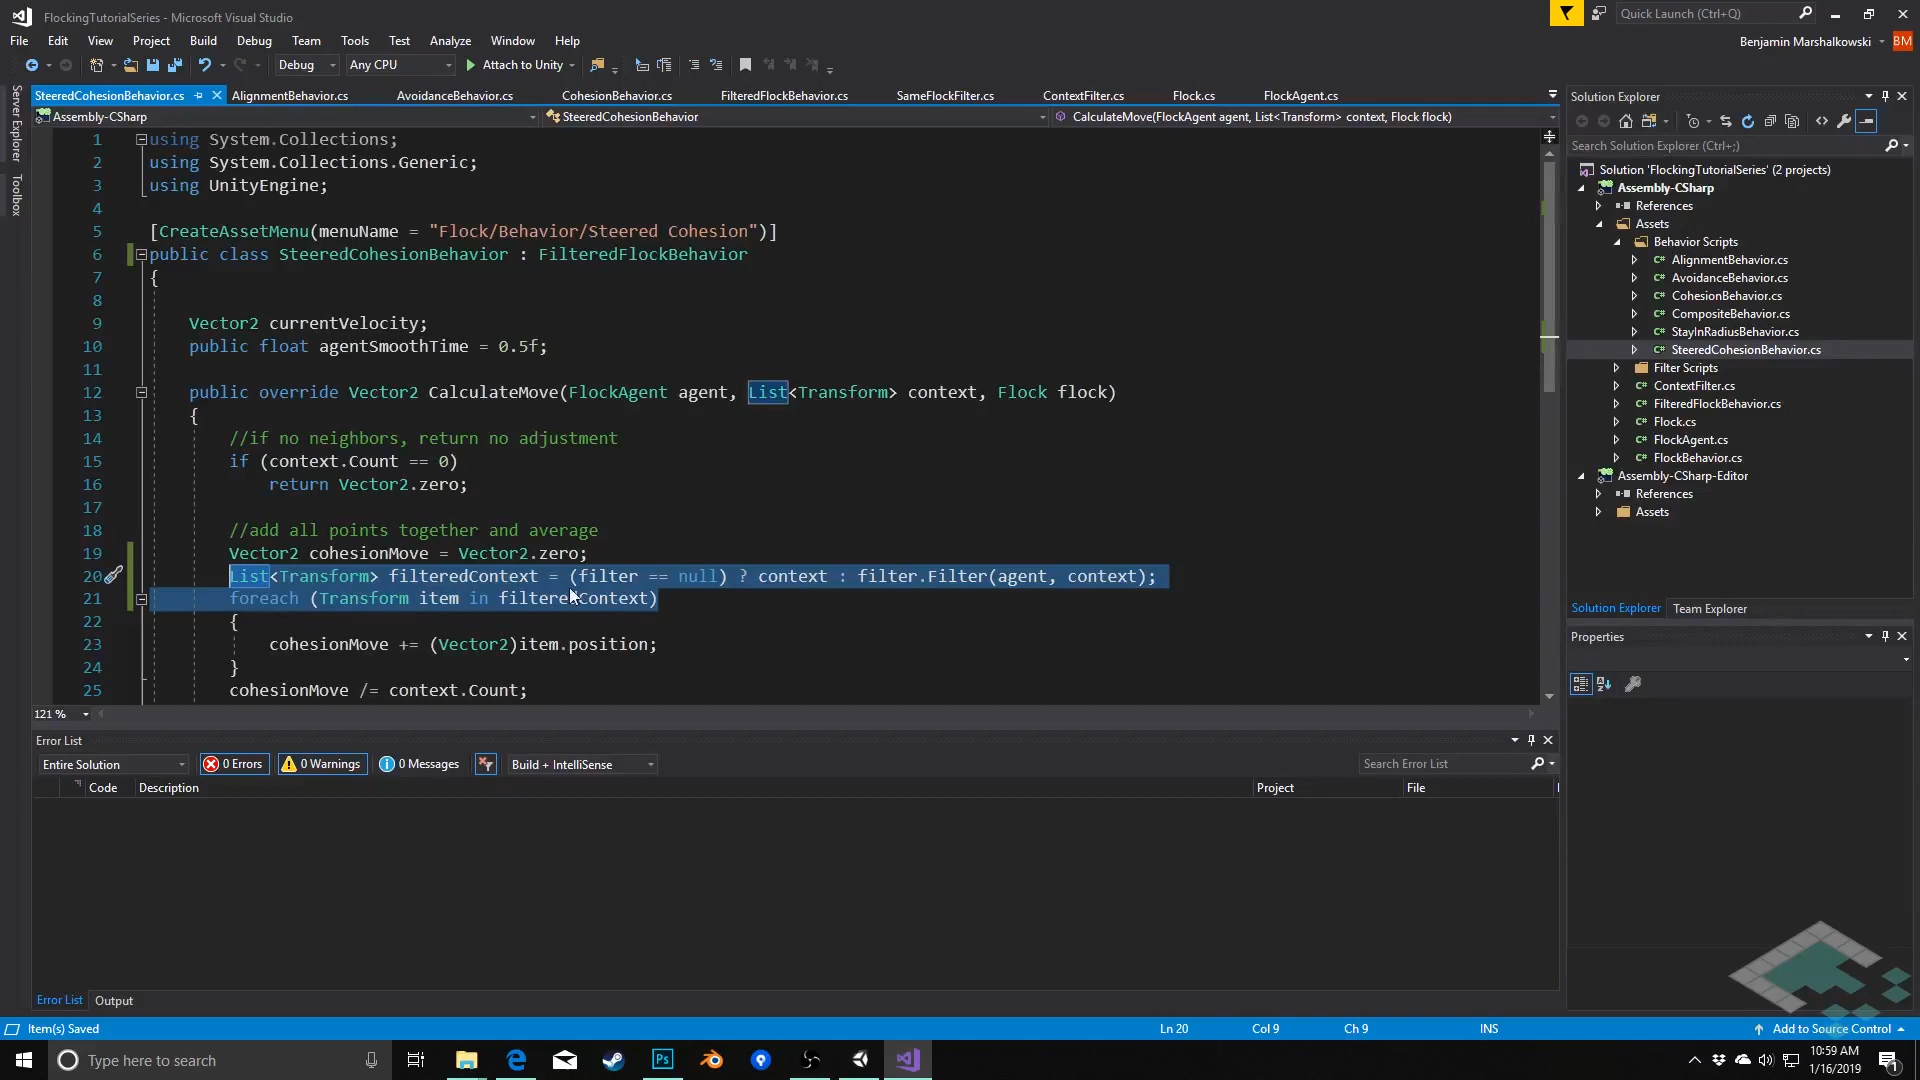 FlockingTutorialSeries - Microsoft Visual Studio
Quick Launch (Ctrl+Q)
File Edit View Project Build Debug Team Tools Test Analyze Window Help
Benjamin Marshalkowski BM
Debug Any CPU Attach to Unity
Server Explorer
Toolbox
SteeredCohesionBehavior.cs AlignmentBehavior.cs AvoidanceBehavior.cs CohesionBehavior.cs FilteredFlockBehavior.cs SameFlockFilter.cs ContextFilter.cs Flock.cs FlockAgent.cs
Assembly-CSharp SteeredCohesionBehavior CalculateMove(FlockAgent agent, List<Transform> context, Flock flock)
1 using System.Collections;
2 using System.Collections.Generic;
3 using UnityEngine;
4
5 [CreateAssetMenu(menuName = "Flock/Behavior/Steered Cohesion")]
6 public class SteeredCohesionBehavior : FilteredFlockBehavior
7 {
8
9 Vector2 currentVelocity;
10 public float agentSmoothTime = 0.5f;
11
12 public override Vector2 CalculateMove(FlockAgent agent, List<Transform> context, Flock flock)
13 {
14 //if no neighbors, return no adjustment
15 if (context.Count == 0)
16 return Vector2.zero;
17
18 //add all points together and average
19 Vector2 cohesionMove = Vector2.zero;
20 List<Transform> filteredContext = (filter == null) ? context : filter.Filter(agent, context);
21 foreach (Transform item in filteredContext)
22 {
23 cohesionMove += (Vector2)item.position;
24 }
25 cohesionMove /= context.Count;
121 %
Error List
Entire Solution 0 Errors 0 Warnings 0 Messages Build + IntelliSense Search Error List
Code Description Project File
Error List Output
Solution Explorer
Search Solution Explorer (Ctrl+;)
Solution 'FlockingTutorialSeries' (2 projects)
Assembly-CSharp
References
Assets
Behavior Scripts
C# AlignmentBehavior.cs
C# AvoidanceBehavior.cs
C# CohesionBehavior.cs
C# CompositeBehavior.cs
C# StayInRadiusBehavior.cs
C# SteeredCohesionBehavior.cs
Filter Scripts
C# ContextFilter.cs
C# FilteredFlockBehavior.cs
C# Flock.cs
C# FlockAgent.cs
C# FlockBehavior.cs
Assembly-CSharp-Editor
References
Assets
Solution Explorer Team Explorer
Properties
Item(s) Saved Ln 20 Col 9 Ch 9 INS Add to Source Control
Type here to search Ps
10:59 AM
1/16/2019
1